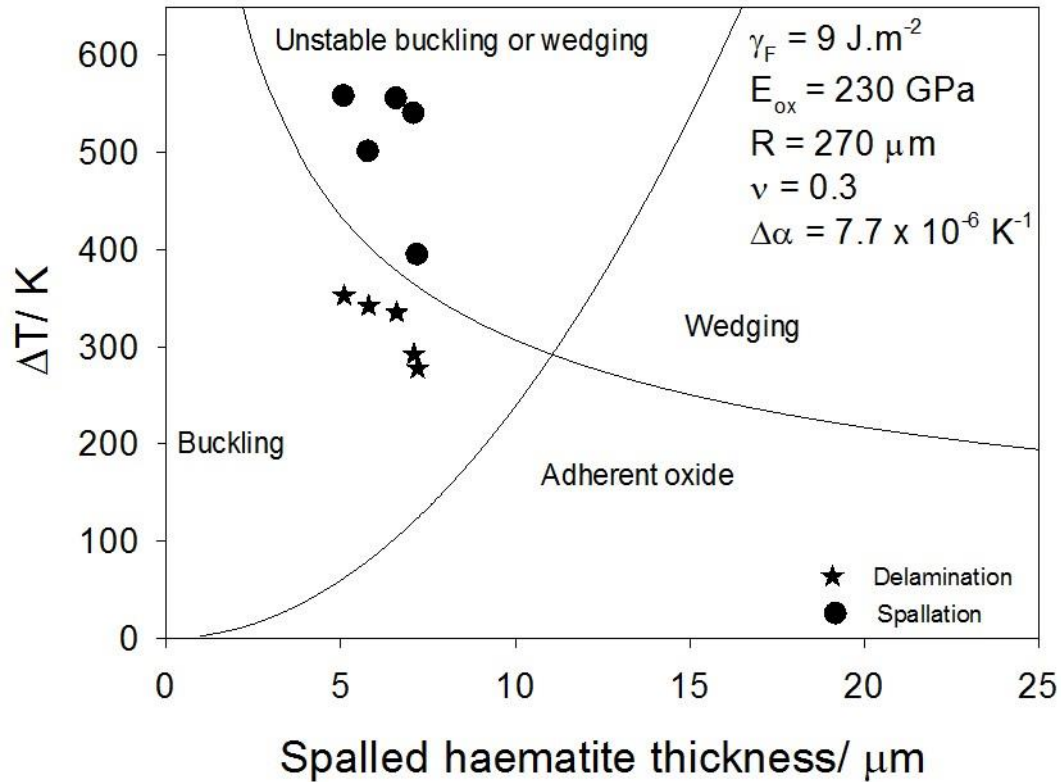 Unstable buckling or wedging
γF = 9 J.m-2
Eox = 230 GPa
R = 270 μm
ν = 0.3
Δα = 7.7 x 10-6 K-1
Wedging
Buckling
Adherent oxide
Delamination
Spallation
600
500
400
300
200
100
0
ΔT/ K
0 5 10 15 20 25
Spalled haematite thickness/ μm